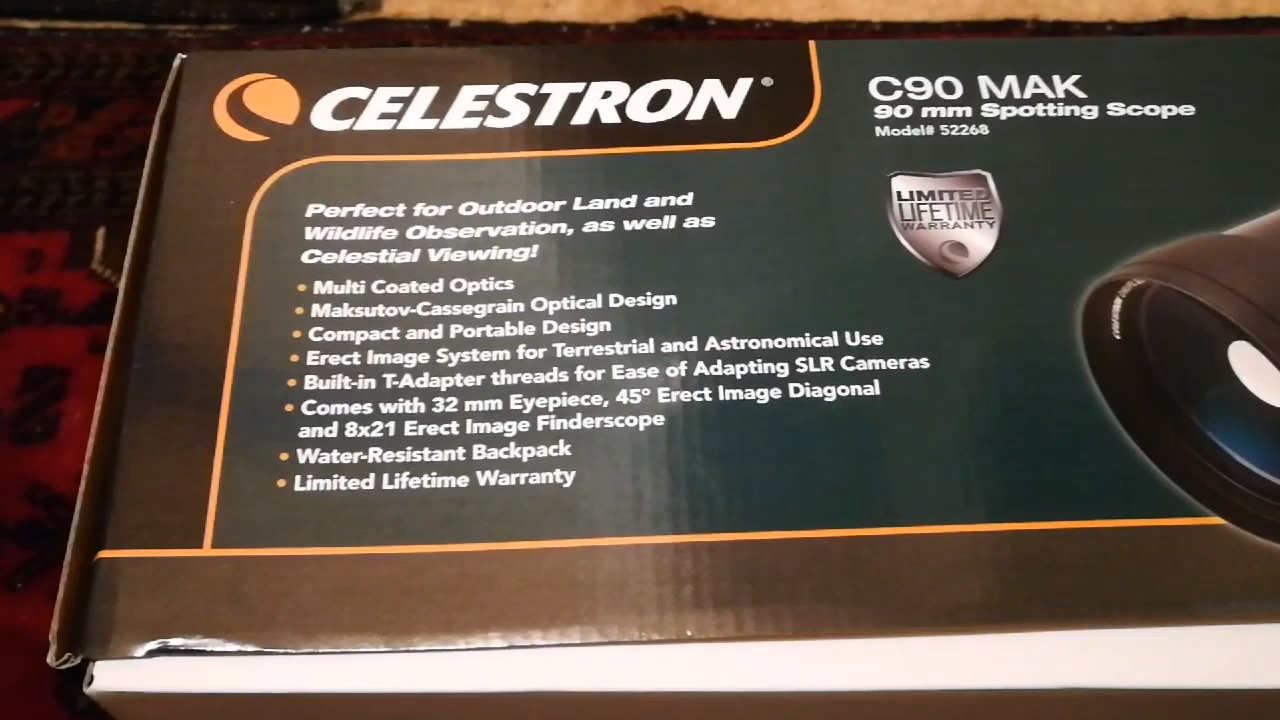 CELESTRON®
C90 MAK
90 mm Spotting Scope
Model# 52268
LIMITED
LIFETIME
WARRANTY
Perfect for Outdoor Land and
Wildlife Observation, as well as
Celestial Viewing!
• Multi Coated Optics
• Maksutov-Cassegrain Optical Design
• Compact and Portable Design
• Erect Image System for Terrestrial and Astronomical Use
• Built-in T-Adapter threads for Ease of Adapting SLR Cameras
• Comes with 32 mm Eyepiece, 45° Erect Image Diagonal
and 8x21 Erect Image Finderscope
• Water-Resistant Backpack
• Limited Lifetime Warranty